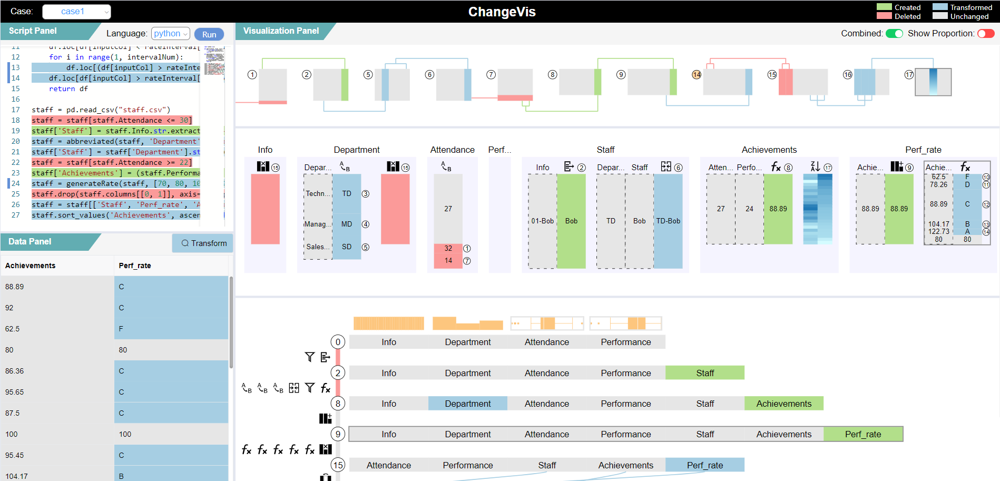 Case:
case1
ChangeVis
Created
Transformed
Deleted
Unchanged
Script Panel
Language:
python
Run
Visualization Panel
Combined:
Show Proportion:
11 df.loc[df[inputCol] < rateInterval[
12 for i in range(1, intervalNum):
13 df.loc[(df[inputCol] > rateInte
14 df.loc[df[inputCol] > rateInterval[
15 return df
16
17 staff = pd.read_csv("staff.csv")
18 staff = staff[staff.Attendance <= 30]
19 staff['Staff'] = staff.Info.str.extract
20 staff = abbreviated(staff, 'Department'
21 staff['Staff'] = staff['Department'].st
22 staff = staff[staff.Attendance >= 22]
23 staff['Achievements'] = (staff.Performa
24 staff = generateRate(staff, [70, 80, 10
25 staff.drop(staff.columns[[0, 1]], axis=
26 staff = staff[['Staff', 'Perf_rate', 'A
27 staff.sort_values('Achievements', ascen
1 2 5 6 7 8 9 14 15 16 17
Info Department Attendance Perf... Staff Achievements Perf_rate
15
Depar... A B 15
Techn... TD 3
Manag... MD 4
Sales... SD 5
A B
27
32 1
14 7
Info 2
01-Bob Bob
Depar... Staff 6
TD Bob TD-Bob
Atten... Perfo... fx 8
27 24 88.89
Z A 17
Achie... 9
88.89 88.89
Achie... fx
62.5 F 10
78.26 D 11
88.89 C 12
104.17 B 13
122.73 A 14
80 80
Data Panel
Transform
Achievements Perf_rate
88.89 C
92 C
62.5 F
80 80
86.36 C
95.65 C
87.5 C
100 100
95.45 C
104.17 B
0 Info Department Attendance Performance
2 Info Department Attendance Performance Staff
A B A B A B fx
8 Info Department Attendance Performance Staff Achievements
9 Info Department Attendance Performance Staff Achievements Perf_rate
fx fx fx fx fx
15 Attendance Performance Staff Achievements Perf_rate